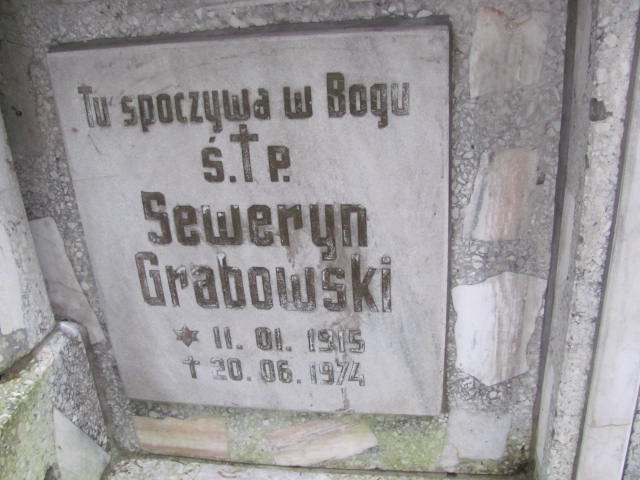 Tu spoczywa w Bogu
ś.†p.
Seweryn
Grabowski
* 11.01.1915
† 20.06.1974